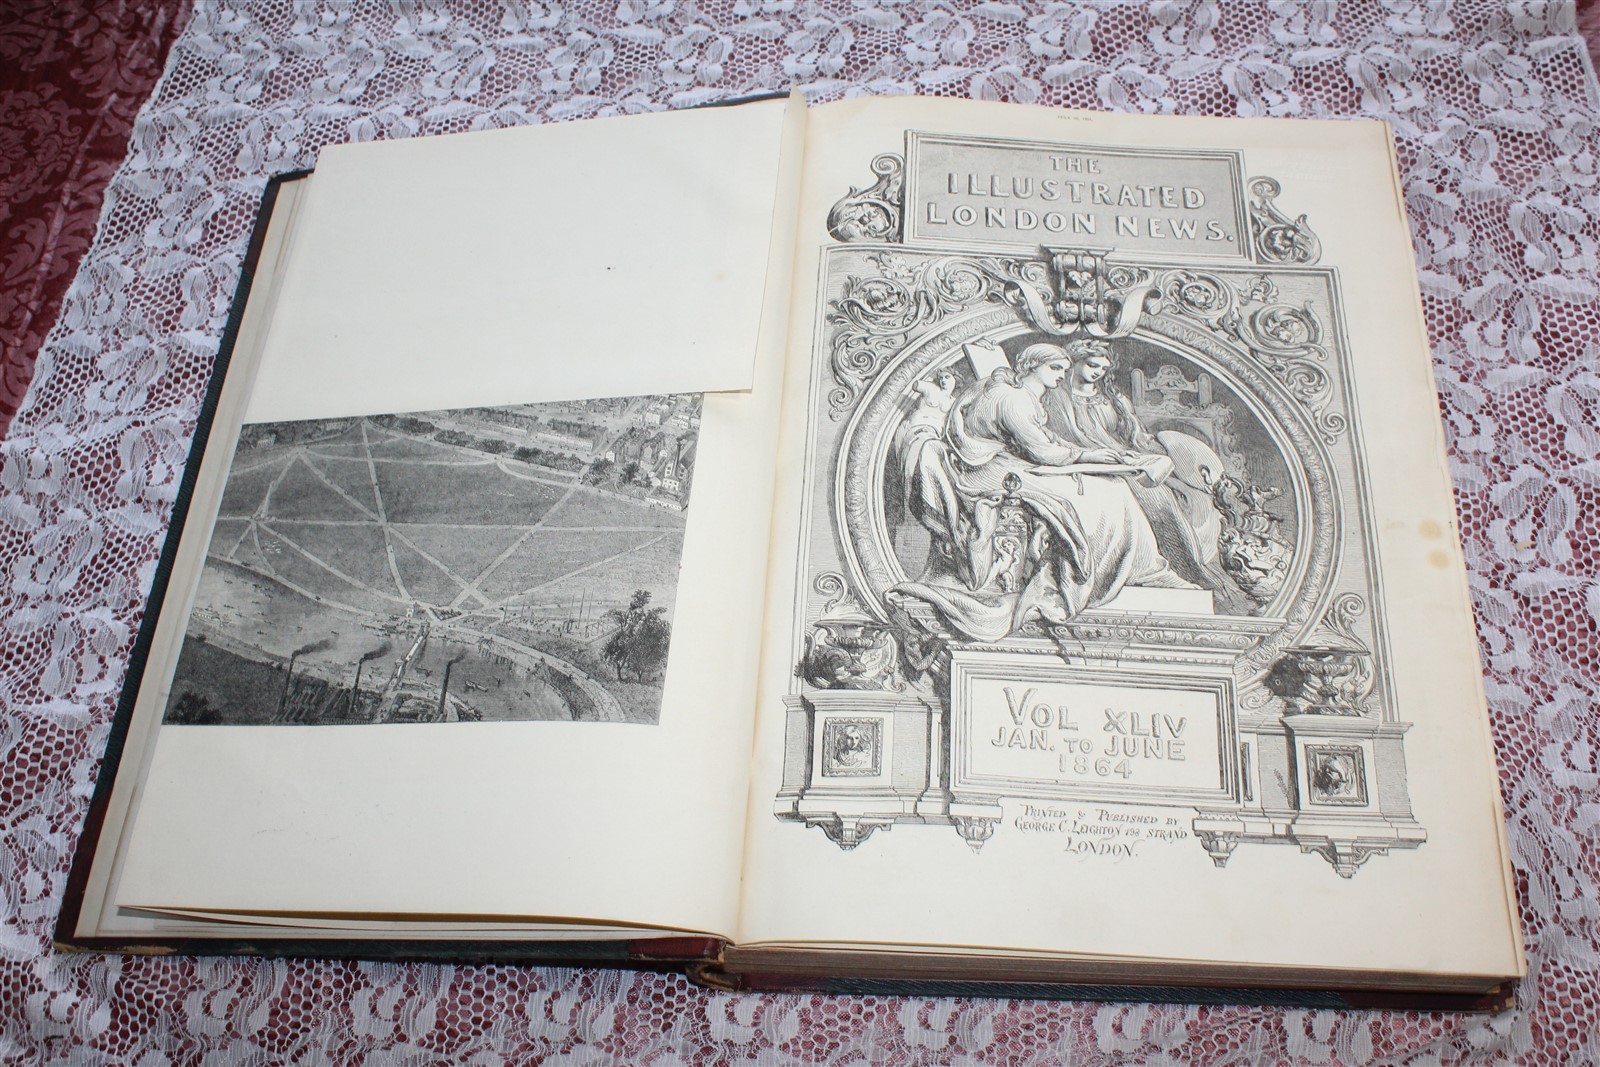 THE
ILLUSTRATED
LONDON NEWS.
VOL XLIV
JAN. TO JUNE
1864
PRINTED & PUBLISHED BY
GEORGE C. LEIGHTON 198 STRAND
LONDON.